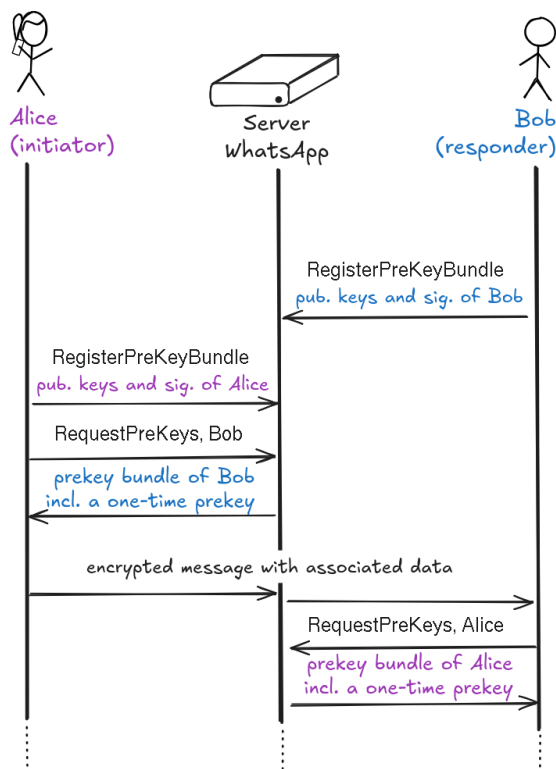 Alice
(initiator)
Server
WhatsApp
Bob
(responder)
RegisterPreKeyBundle
pub. keys and sig. of Bob
RegisterPreKeyBundle
pub. keys and sig. of Alice
RequestPreKeys, Bob
prekey bundle of Bob
incl. a one-time prekey
encrypted message with associated data
RequestPreKeys, Alice
prekey bundle of Alice
incl. a one-time prekey